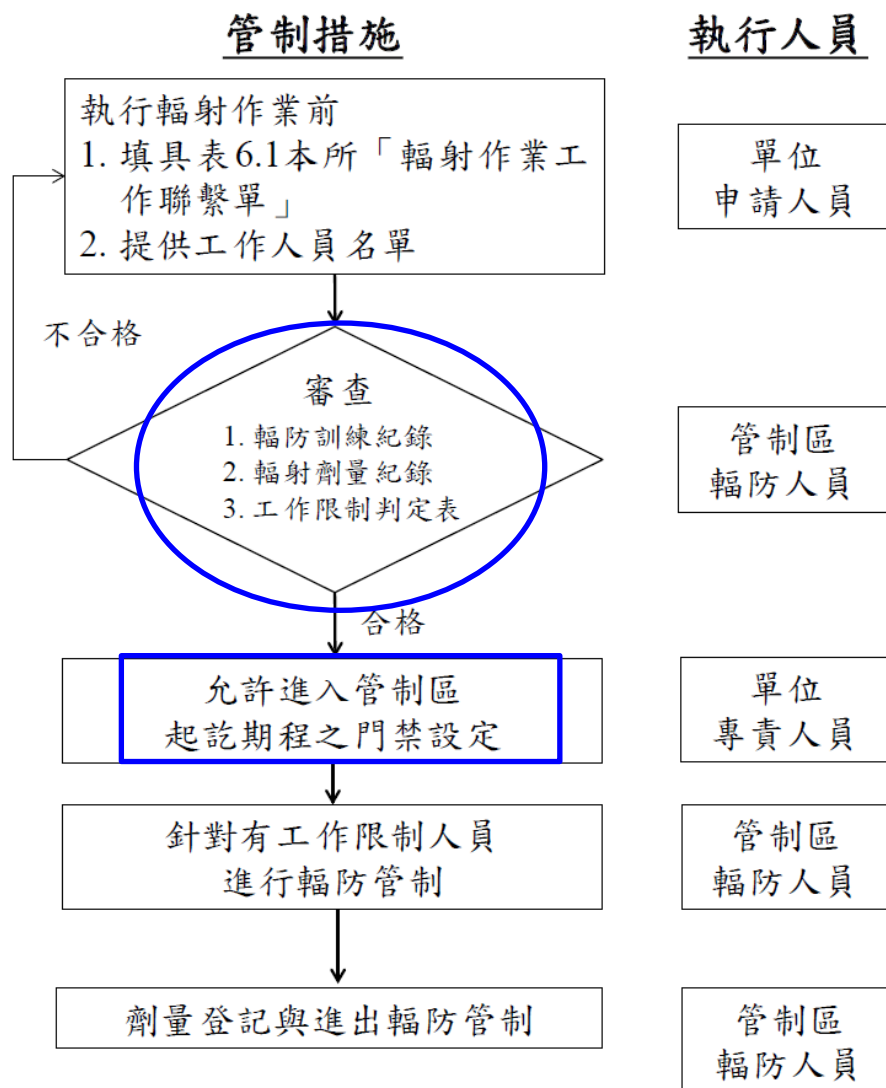 管制措施
執行人員
執行輻射作業前
1. 填具表6.1本所「輻射作業工
作聯繫單」
2. 提供工作人員名單
單位
申請人員
不合格
審查
1. 輻防訓練紀錄
2. 輻射劑量紀錄
3. 工作限制判定表
管制區
輻防人員
合格
允許進入管制區
起訖期程之門禁設定
單位
專責人員
針對有工作限制人員
進行輻防管制
管制區
輻防人員
劑量登記與進出輻防管制
管制區
輻防人員